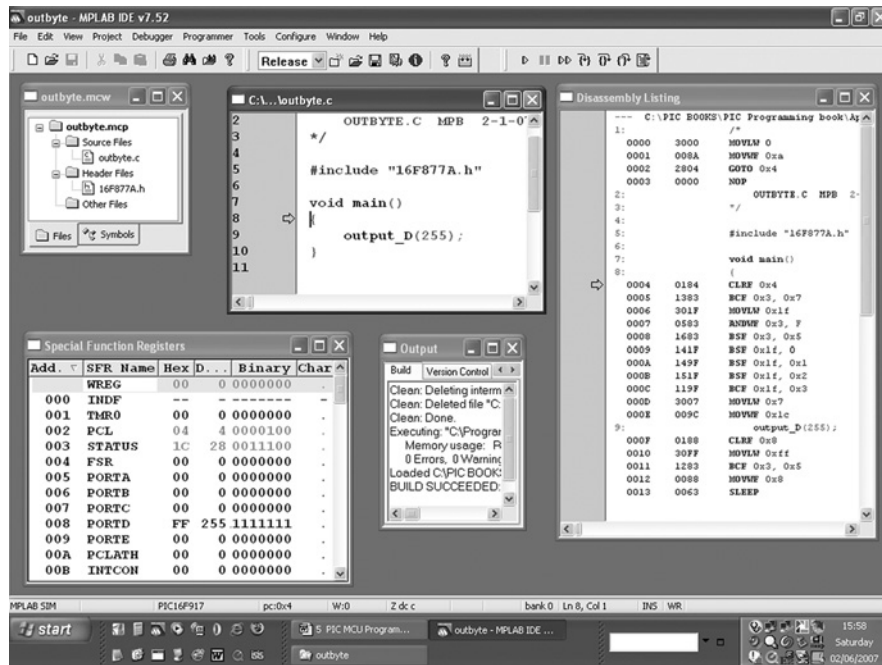 outbyte - MPLAB IDE v7.52
File Edit View Project Debugger Programmer Tools Configure Window Help
Release
outbyte.mcw
outbyte.mcp
Source Files
outbyte.c
Header Files
16F877A.h
Other Files
Files Symbols
C:\...\outbyte.c
2 OUTBYTE.C MPB 2-1-07
3 */
4
5 #include "16F877A.h"
6
7 void main()
8 {
9 output_D(255);
10 }
11
Disassembly Listing
--- C:\PIC BOOKS\PIC Programming book\Ap
1: /*
0000 3000 MOVLW 0
0001 008A MOVWF 0xa
0002 2804 GOTO 0x4
0003 0000 NOP
2: OUTBYTE.C MPB 2-
3: */
4:
5: #include "16F877A.h"
6:
7: void main()
8: {
0004 0184 CLRF 0x4
0005 1383 BCF 0x3, 0x7
0006 301F MOVLW 0x1f
0007 0583 ANDWF 0x3, F
0008 1683 BSF 0x3, 0x5
0009 141F BSF 0x1f, 0
000A 149F BSF 0x1f, 0x1
000B 151F BSF 0x1f, 0x2
000C 119F BCF 0x1f, 0x3
000D 3007 MOVLW 0x7
000E 009C MOVWF 0x1c
9: output_D(255);
000F 0188 CLRF 0x8
0010 30FF MOVLW 0xff
0011 1283 BCF 0x3, 0x5
0012 0088 MOVWF 0x8
0013 0063 SLEEP
Special Function Registers
Add. SFR Name Hex D... Binary Char
WREG 00 0 0000000 .
000 INDF -- - ------- -
001 TMR0 00 0 0000000 .
002 PCL 04 4 0000100 .
003 STATUS 1C 28 0011100 .
004 FSR 00 0 0000000 .
005 PORTA 00 0 0000000 .
006 PORTB 00 0 0000000 .
007 PORTC 00 0 0000000 .
008 PORTD FF 255 1111111 .
009 PORTE 00 0 0000000 .
00A PCLATH 00 0 0000000 .
00B INTCON 00 0 0000000 .
Output
Build Version Control
Clean: Deleting interm
Clean: Deleted file "C:
Clean: Done.
Executing: "C:\Prograr
Memory usage: R
0 Errors, 0 Warning
Loaded C:\PIC BOOK
BUILD SUCCEEDED:
MPLAB SIM PIC16F917 pc:0x4 W:0 Z dc c bank 0 Ln 8, Col 1 INS WR
start 5 PIC MCU Program... outbyte - MPLAB IDE ... 15:58
Saturday
ISIS outbyte 02/06/2007